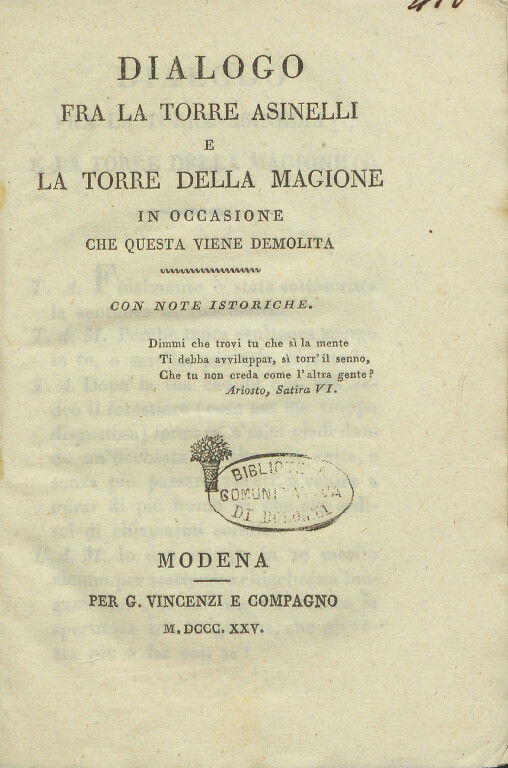 DIALOGO
FRA LA TORRE ASINELLI
E
LA TORRE DELLA MAGIONE
IN OCCASIONE
CHE QUESTA VIENE DEMOLITA
CON NOTE ISTORICHE.
Dimmi che trovi tu che sì la mente
Ti debba avviluppar, sì torr' il senno,
Che tu non creda come l'altra gente?
Ariosto, Satira VI.
DI BOLOGNA
MODENA
PER G. VINCENZI E COMPAGNO
M. DCCC. XXV.